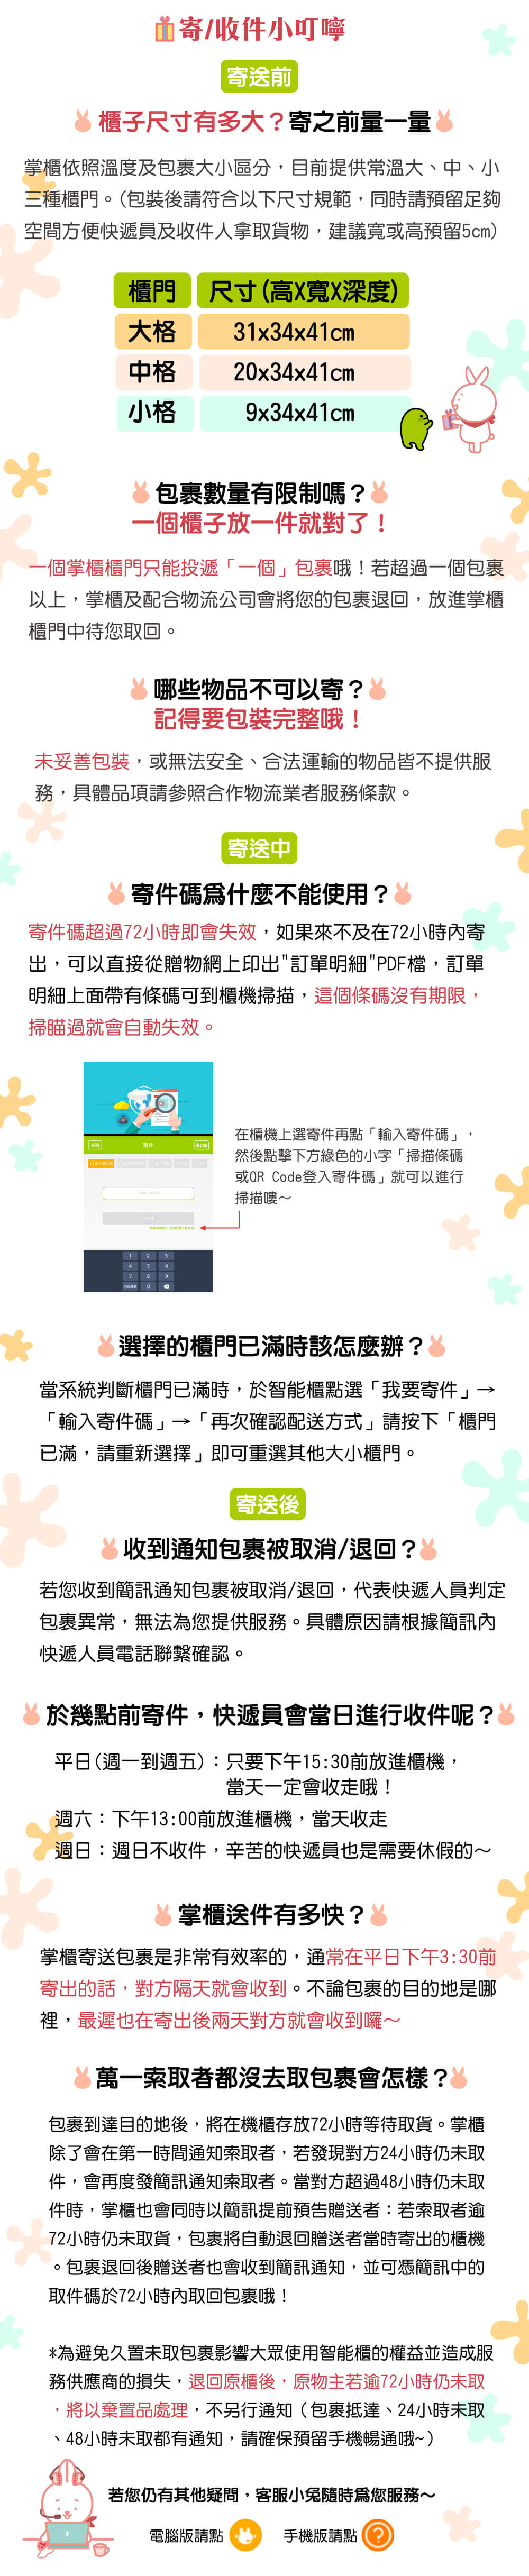 寄/收件小叮嚀
寄送前
櫃子尺寸有多大？寄之前量一量
掌櫃依照溫度及包裹大小區分，目前提供常溫大、中、小
三種櫃門。(包裝後請符合以下尺寸規範，同時請預留足夠
空間方便快遞員及收件人拿取貨物，建議寬或高預留5cm)
櫃門 尺寸(高X寬X深度)
大格 31x34x41cm
中格 20x34x41cm
小格 9x34x41cm
包裹數量有限制嗎？
一個櫃子放一件就對了！
一個掌櫃櫃門只能投遞「一個」包裹哦！若超過一個包裹
以上，掌櫃及配合物流公司會將您的包裹退回，放進掌櫃
櫃門中待您取回。
哪些物品不可以寄？
記得要包裝完整哦！
未妥善包裝，或無法安全、合法運輸的物品皆不提供服
務，具體品項請參照合作物流業者服務條款。
寄送中
寄件碼為什麼不能使用？
寄件碼超過72小時即會失效，如果來不及在72小時內寄
出，可以直接從贈物網上印出"訂單明細"PDF檔，訂單
明細上面帶有條碼可到櫃機掃描，這個條碼沒有期限，
掃瞄過就會自動失效。
寄件
1 2 3
4 5 6
7 8 9
0
在櫃機上選寄件再點「輸入寄件碼」，
然後點擊下方綠色的小字「掃描條碼
或QR Code登入寄件碼」就可以進行
掃描嘍～
選擇的櫃門已滿時該怎麼辦？
當系統判斷櫃門已滿時，於智能櫃點選「我要寄件」→
「輸入寄件碼」→「再次確認配送方式」請按下「櫃門
已滿，請重新選擇」即可重選其他大小櫃門。
寄送後
收到通知包裹被取消/退回？
若您收到簡訊通知包裹被取消/退回，代表快遞人員判定
包裹異常，無法為您提供服務。具體原因請根據簡訊內
快遞人員電話聯繫確認。
於幾點前寄件，快遞員會當日進行收件呢？
平日(週一到週五)：只要下午15:30前放進櫃機，
當天一定會收走哦！
週六：下午13:00前放進櫃機，當天收走
週日：週日不收件，辛苦的快遞員也是需要休假的～
掌櫃送件有多快？
掌櫃寄送包裹是非常有效率的，通常在平日下午3:30前
寄出的話，對方隔天就會收到。不論包裹的目的地是哪
裡，最遲也在寄出後兩天對方就會收到囉～
萬一索取者都沒去取包裹會怎樣？
包裹到達目的地後，將在機櫃存放72小時等待取貨。掌櫃
除了會在第一時間通知索取者，若發現對方24小時仍未取
件，會再度發簡訊通知索取者。當對方超過48小時仍未取
件時，掌櫃也會同時以簡訊提前預告贈送者：若索取者逾
72小時仍未取貨，包裹將自動退回贈送者當時寄出的櫃機
。包裹退回後贈送者也會收到簡訊通知，並可憑簡訊中的
取件碼於72小時內取回包裹哦！
*為避免久置未取包裹影響大眾使用智能櫃的權益並造成服
務供應商的損失，退回原櫃後，原物主若逾72小時仍未取
，將以棄置品處理，不另行通知（包裹抵達、24小時未取
、48小時未取都有通知，請確保預留手機暢通哦~）
若您仍有其他疑問，客服小兔隨時為您服務～
電腦版請點 手機版請點